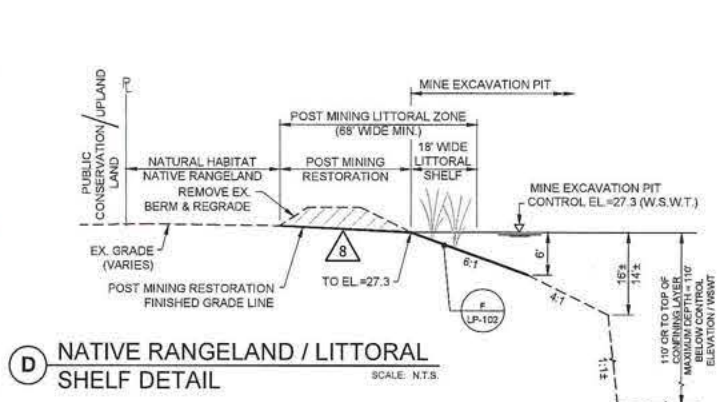 MINE EXCAVATION PIT
POST MINING LITTORAL ZONE
(68' WIDE MIN.)
PUBLIC
CONSERVATION/UPLAND
LAND
NATURAL HABITAT
NATIVE RANGELAND
POST MINING
RESTORATION
18' WIDE
LITTORAL
SHELF
REMOVE EX.
BERM & REGRADE
MINE EXCAVATION PIT
CONTROL EL.=27.3 (W.S.W.T.)
EX. GRADE
(VARIES)
8
6:1
6'
16'±
14'±
POST MINING RESTORATION
FINISHED GRADE LINE
TO EL.=27.3
4:1
LP-102
110' OR TO TOP OF
CONFINING LAYER
MAXIMUM DEPTH = 110'
BELOW CONTROL
ELEVATION / WSWT
1:1±
D NATIVE RANGELAND / LITTORAL
SHELF DETAIL
SCALE: N.T.S.